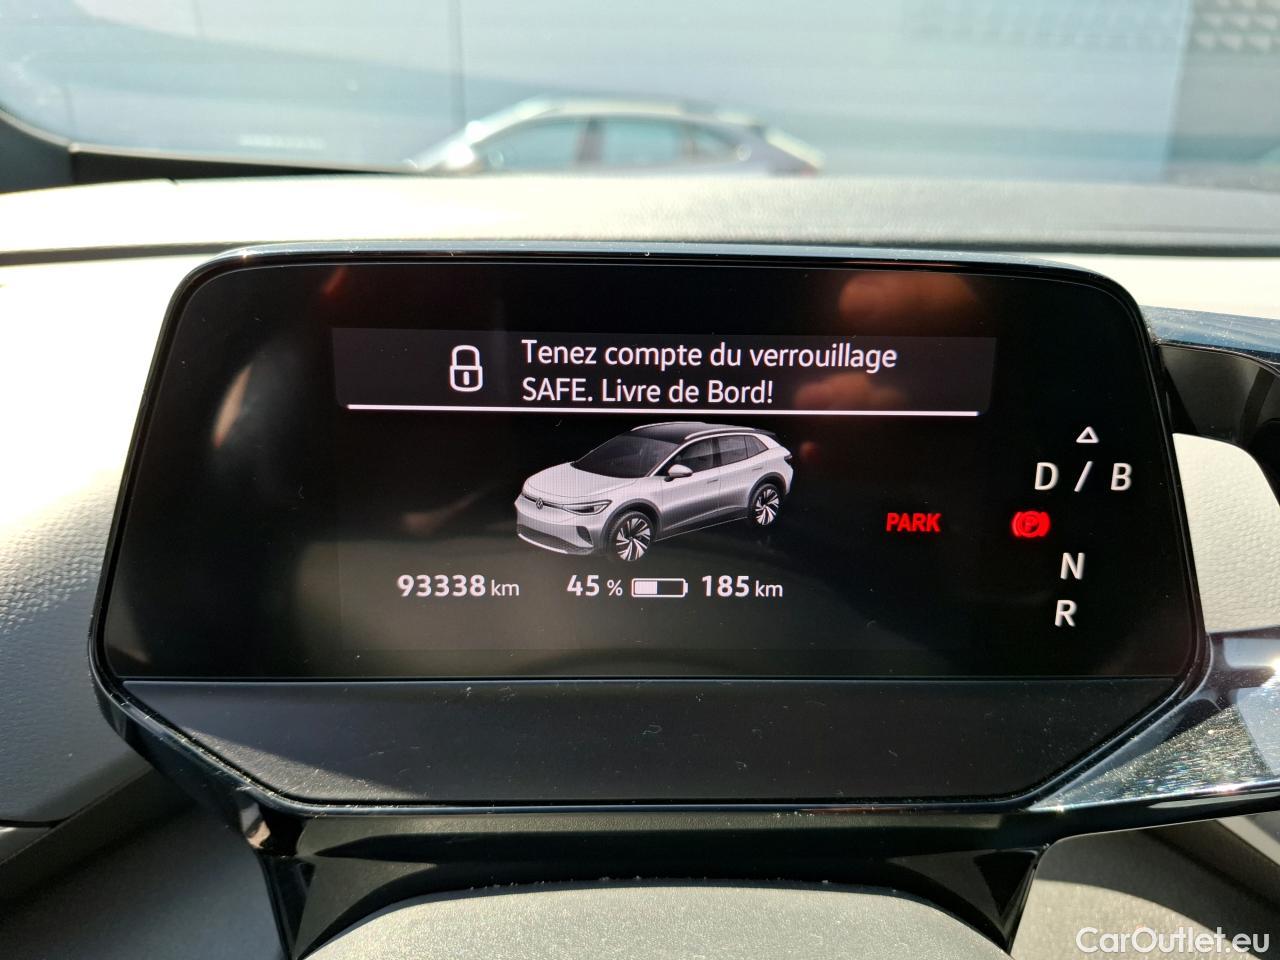 Tenez compte du verrouillage
SAFE. Livre de Bord!
D / B
PARK
P
N
R
93338 km 45 % 185 km
CarOutlet.eu